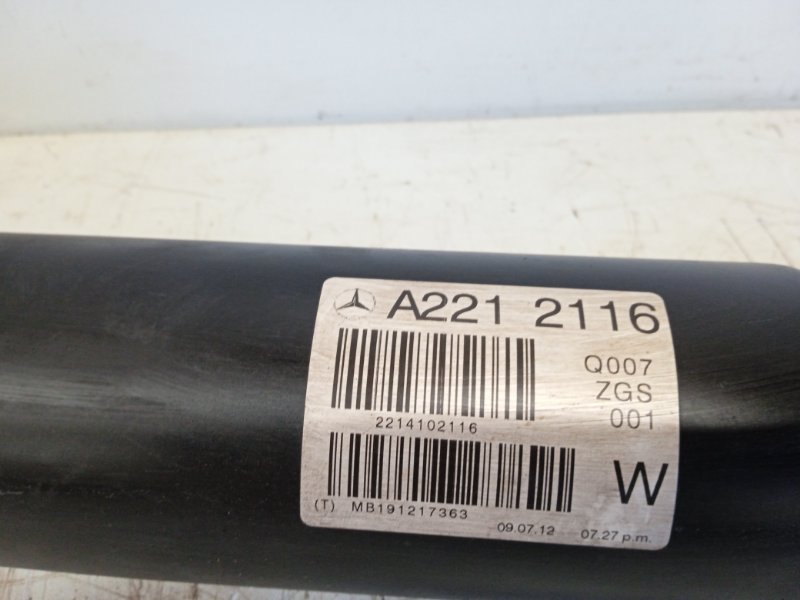 A221 2116
Q007
ZGS
001
2214102116
W
(T) MB191217363
09.07.12 07.27 p.m.